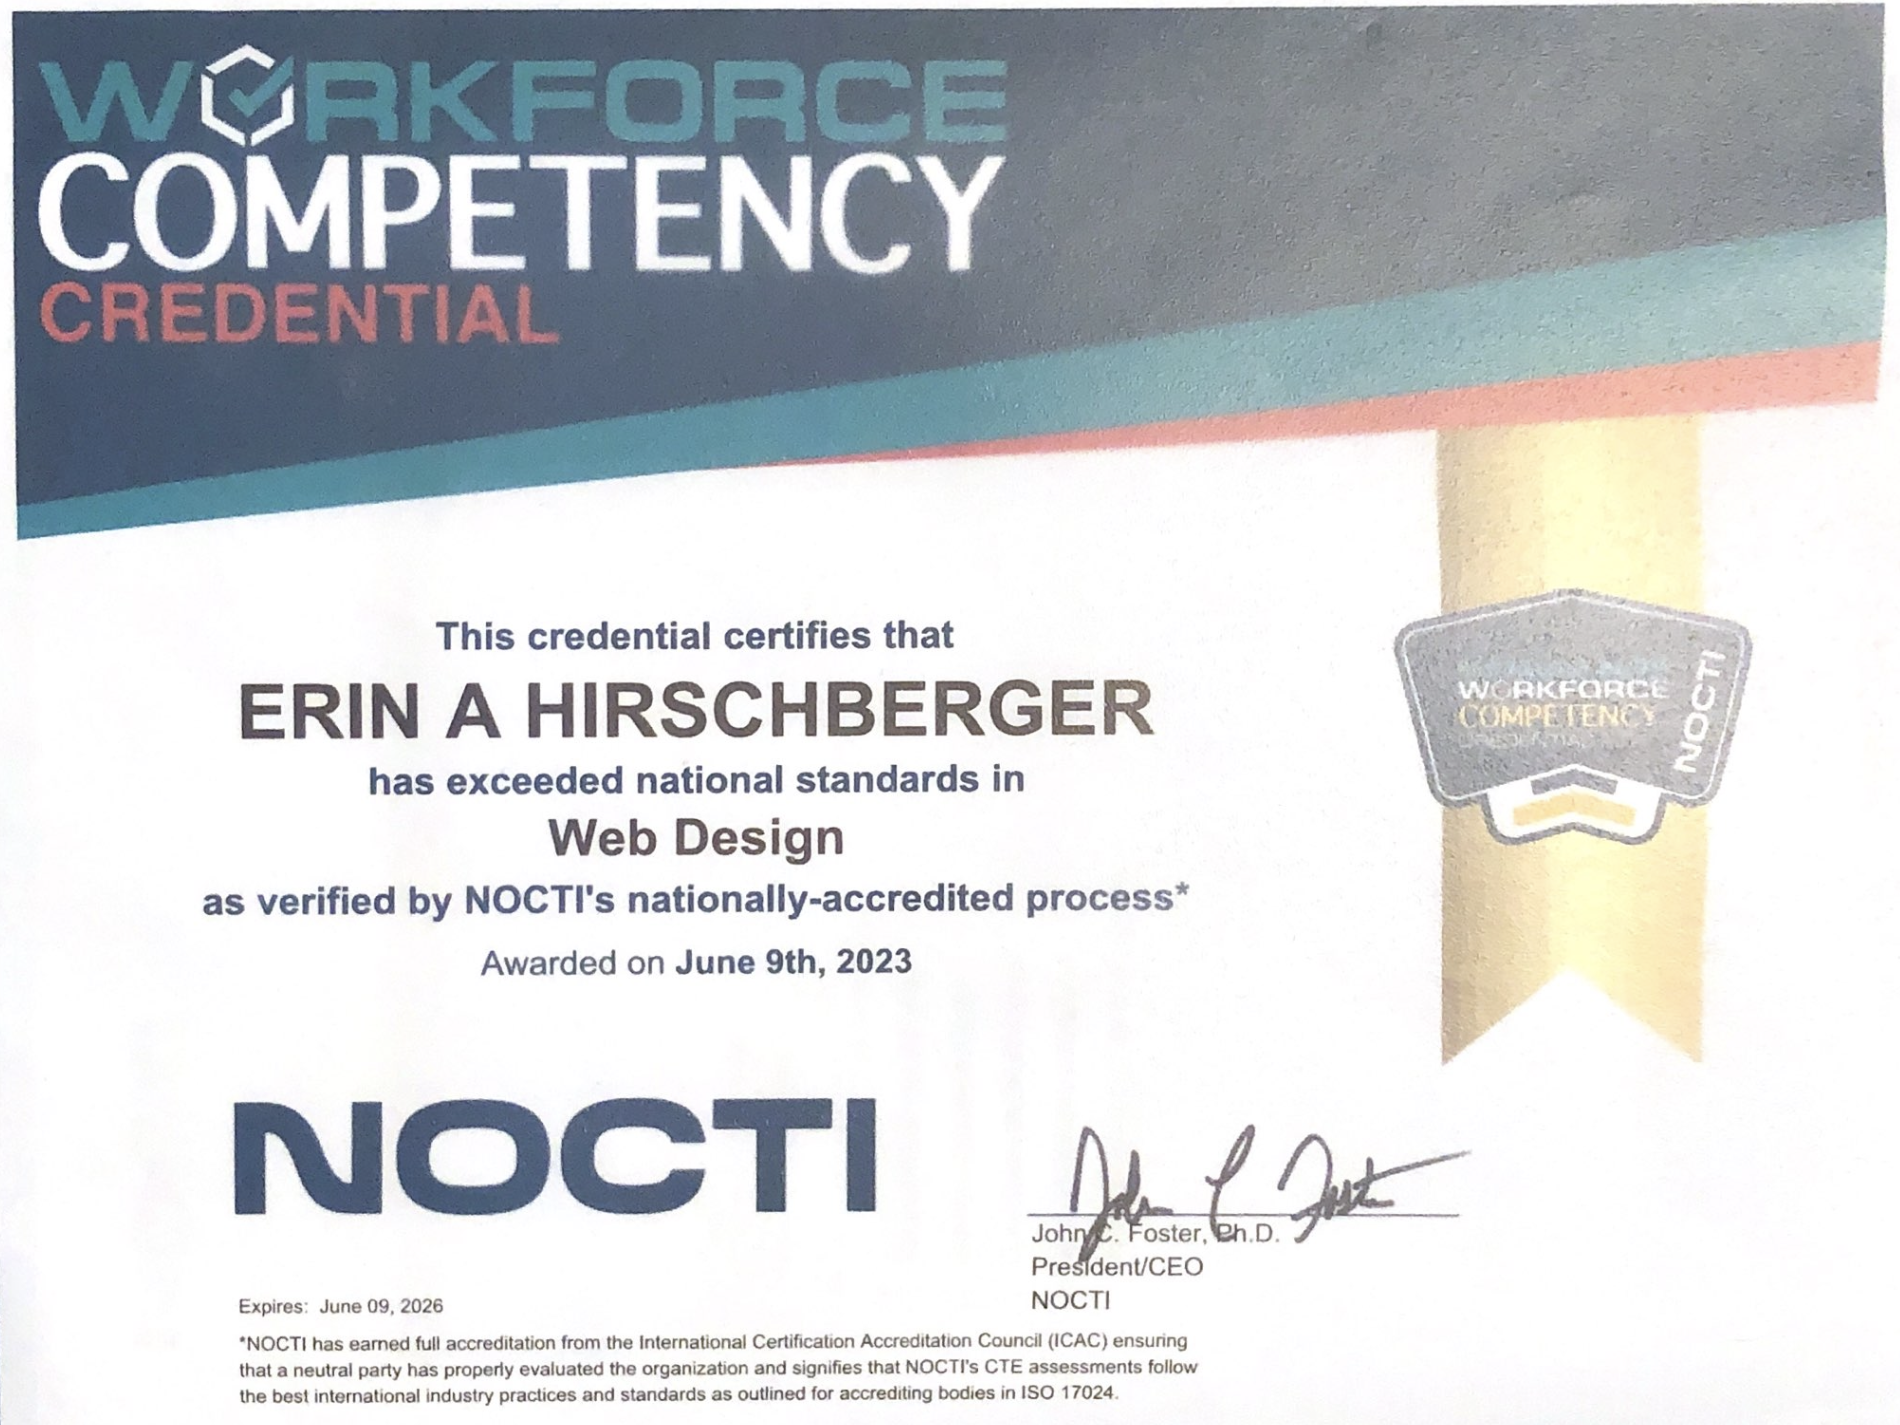 WORKFORCE
COMPETENCY
CREDENTIAL
This credential certifies that
ERIN A HIRSCHBERGER
has exceeded national standards in
Web Design
as verified by NOCTI's nationally-accredited process*
Awarded on June 9th, 2023
WORKFORCE
COMPETENCY
CREDENTIAL
NOCTI
NOCTI
John C. Foster, Ph.D.
President/CEO
NOCTI
Expires: June 09, 2026
*NOCTI has earned full accreditation from the International Certification Accreditation Council (ICAC) ensuring
that a neutral party has properly evaluated the organization and signifies that NOCTI's CTE assessments follow
the best international industry practices and standards as outlined for accrediting bodies in ISO 17024.